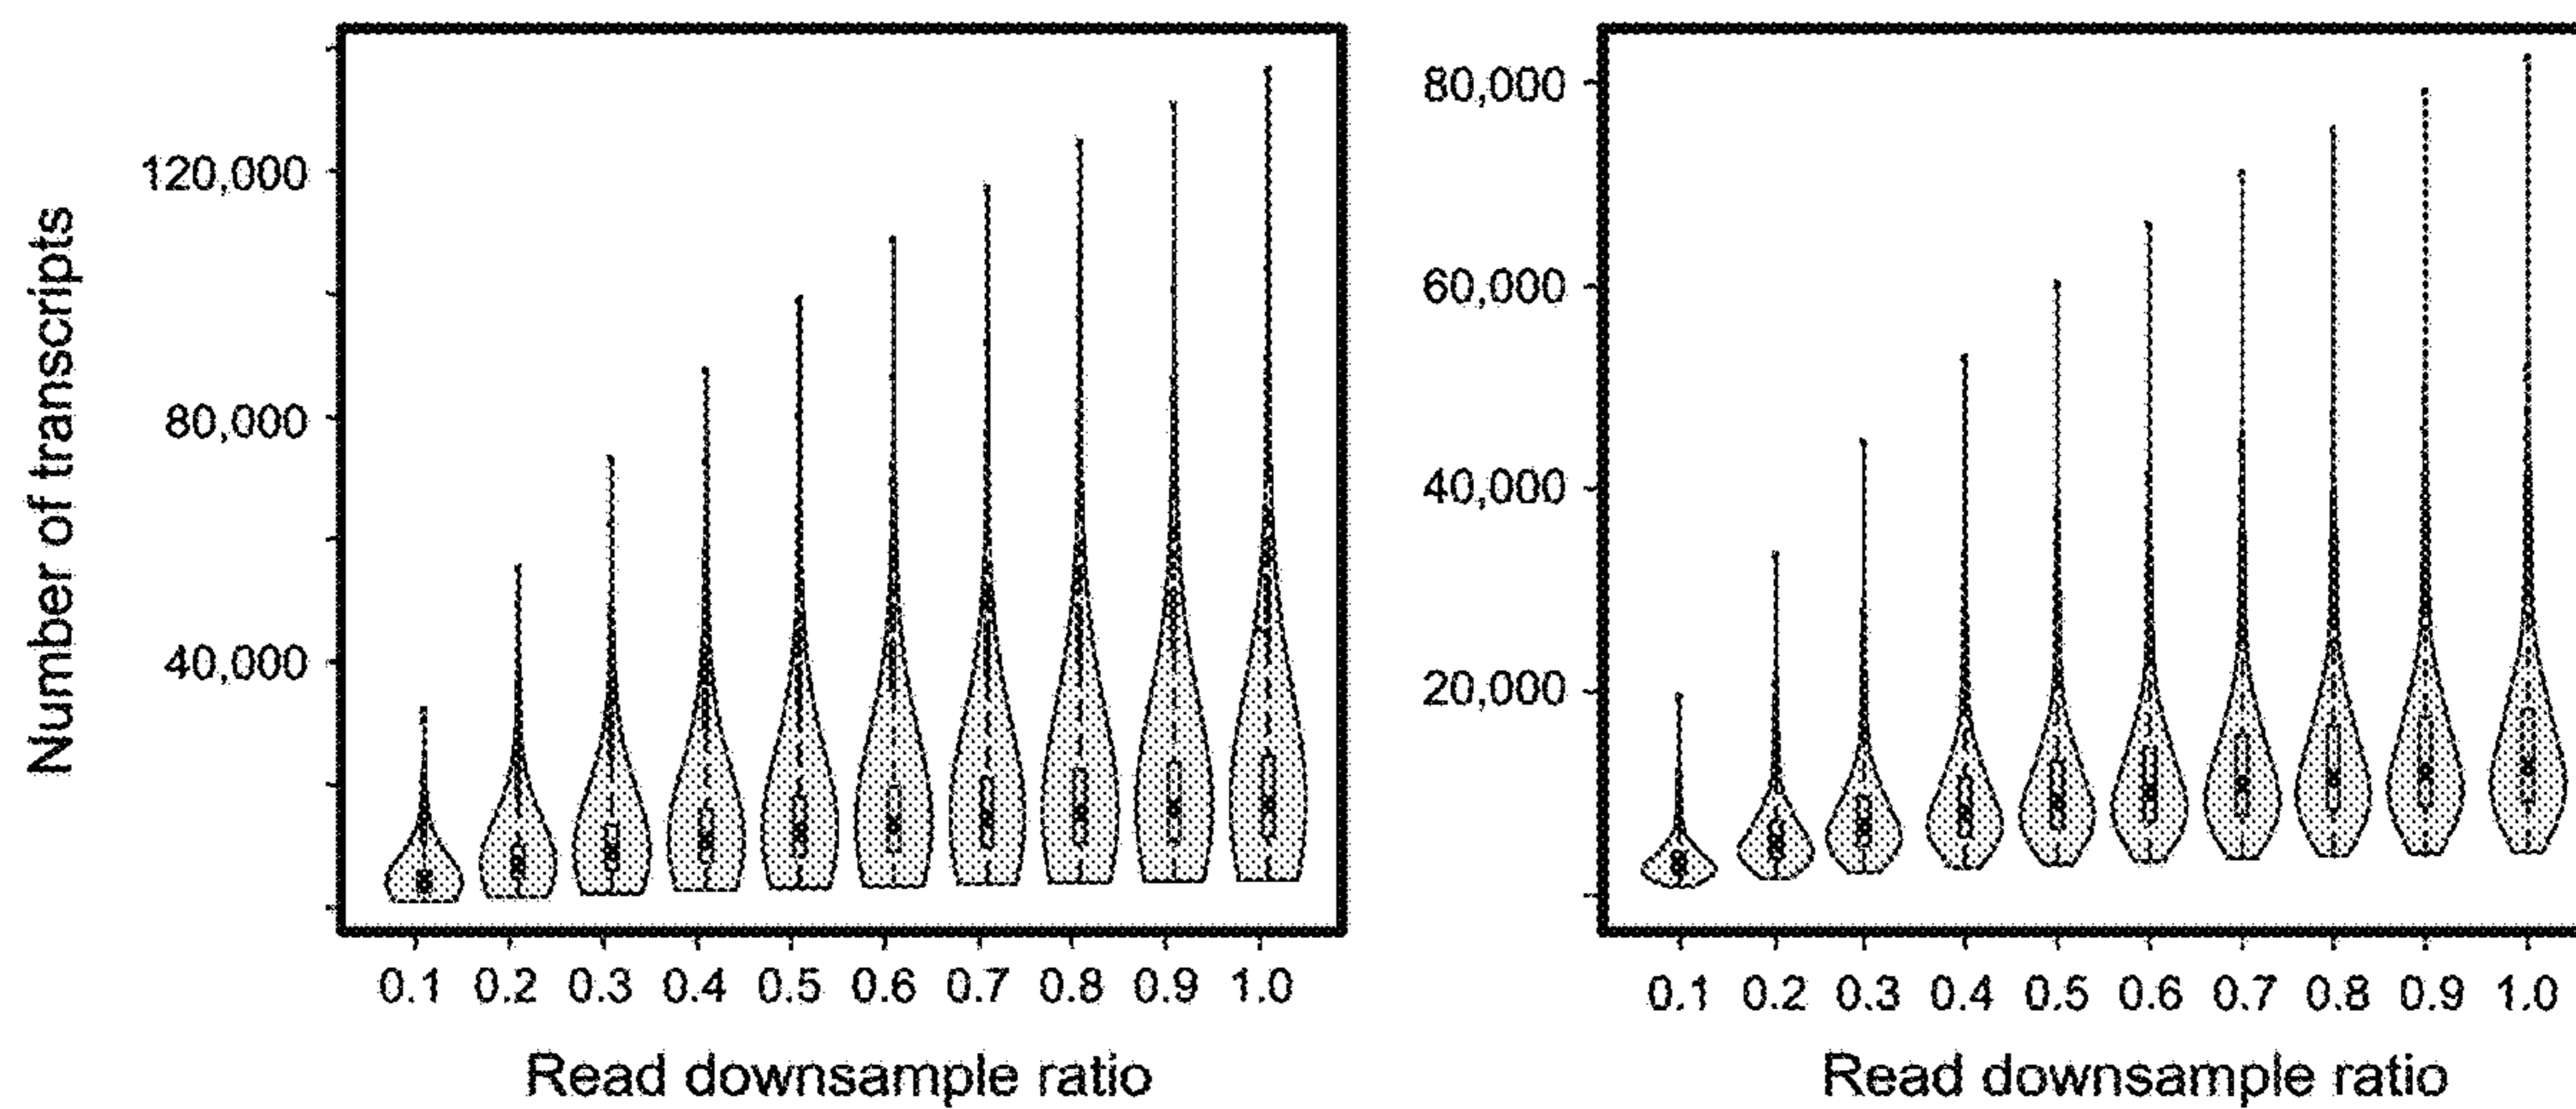 Number of transcripts
120,000
80,000
40,000
0.1 0.2 0.3 0.4 0.5 0.6 0.7 0.8 0.9 1.0
Read downsample ratio
80,000
60,000
40,000
20,000
0.1 0.2 0.3 0.4 0.5 0.6 0.7 0.8 0.9 1.0
Read downsample ratio